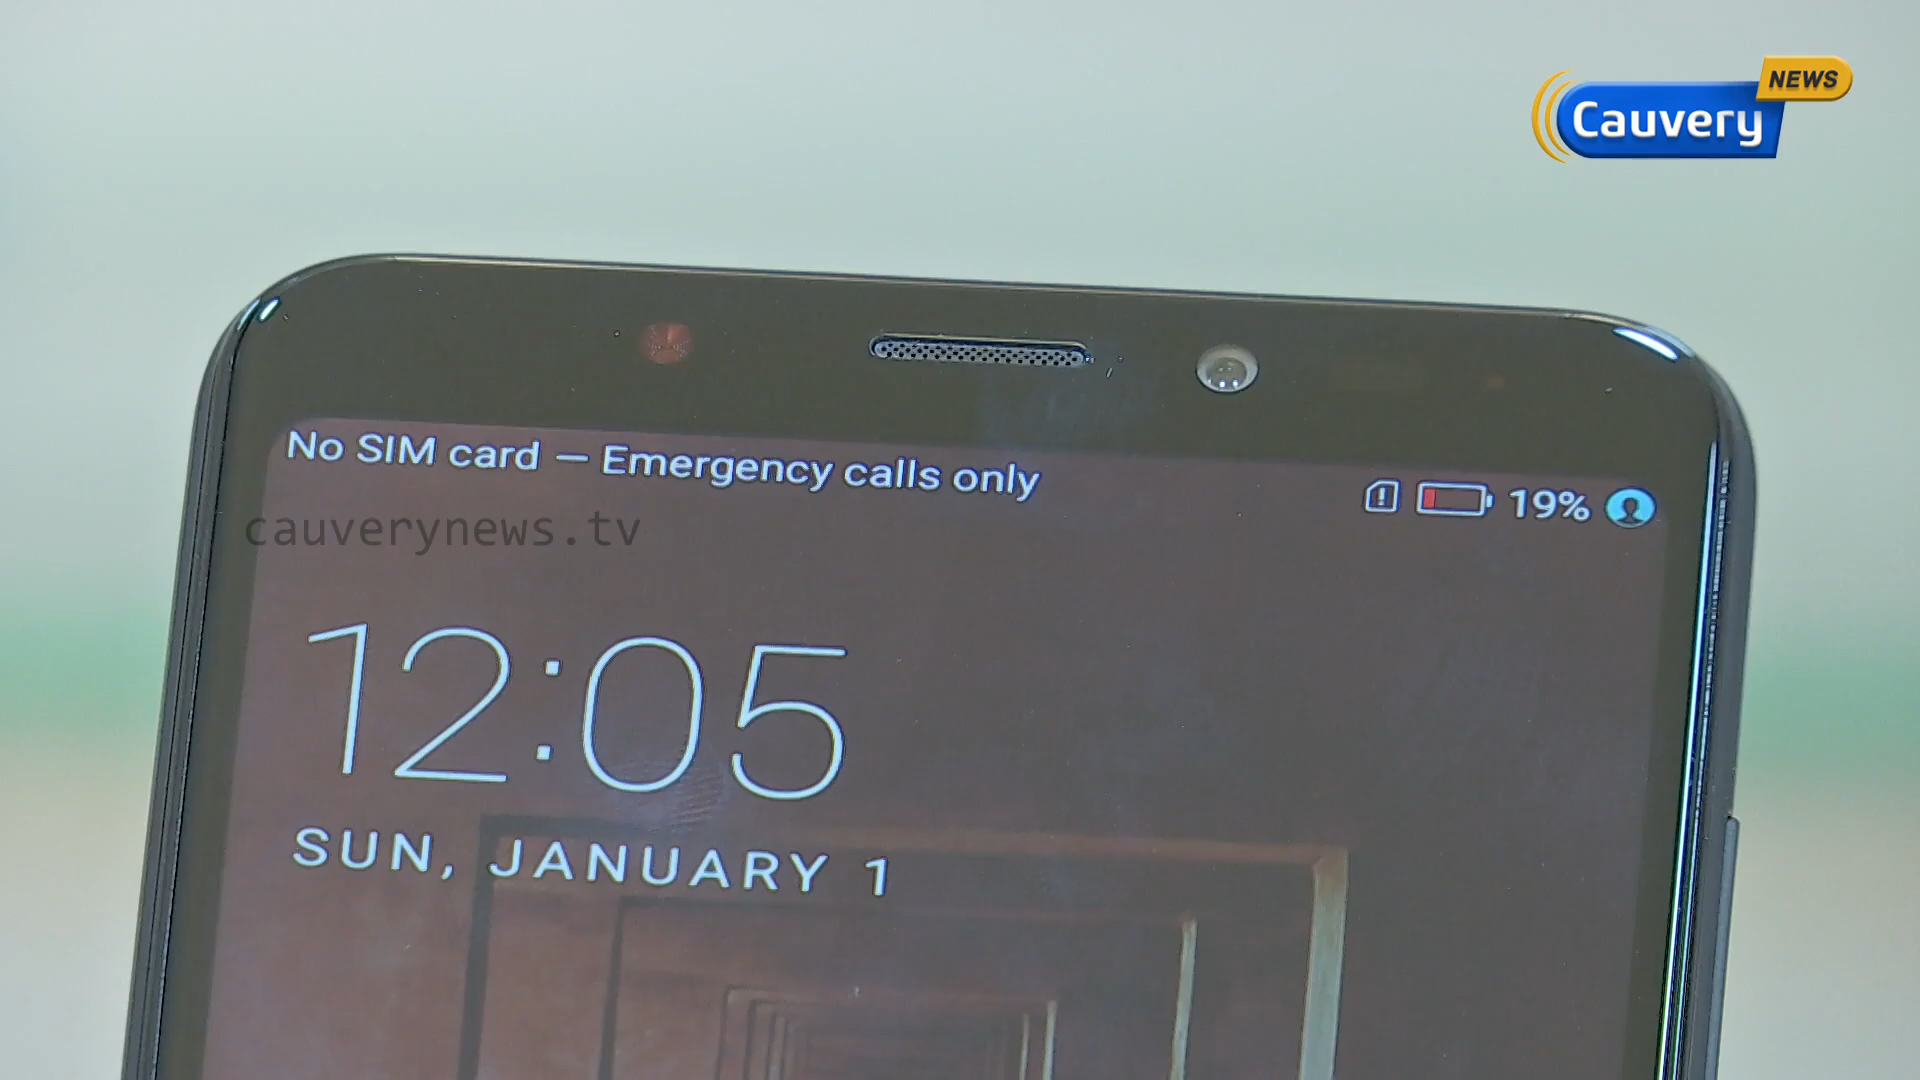 NEWS
Cauvery
No SIM card — Emergency calls only
19%
cauverynews.tv
12:05
SUN, JANUARY 1